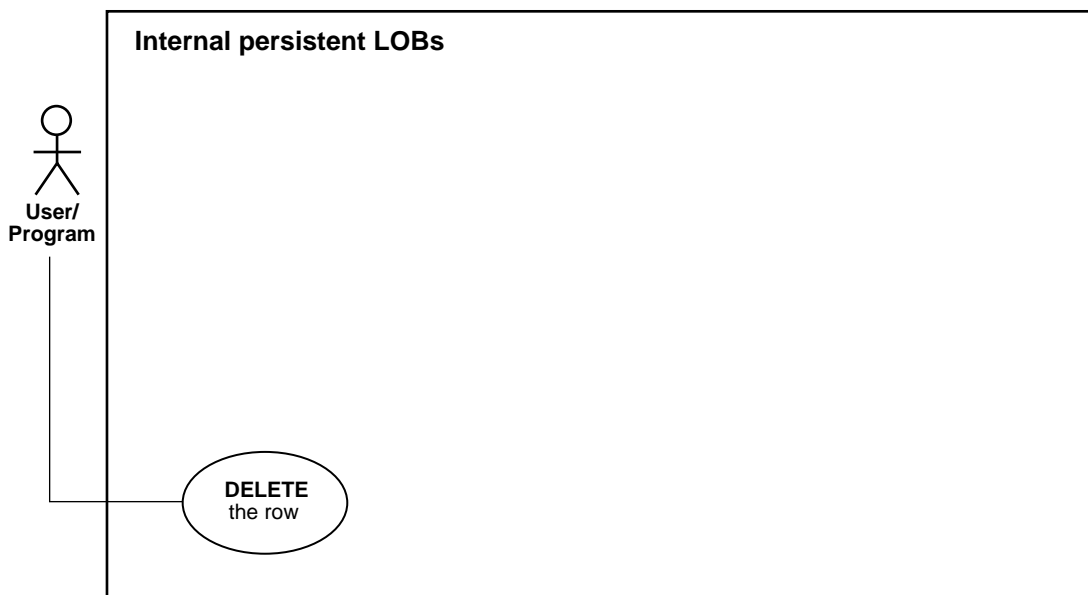 Internal persistent LOBs
User/
Program
DELETE
the row